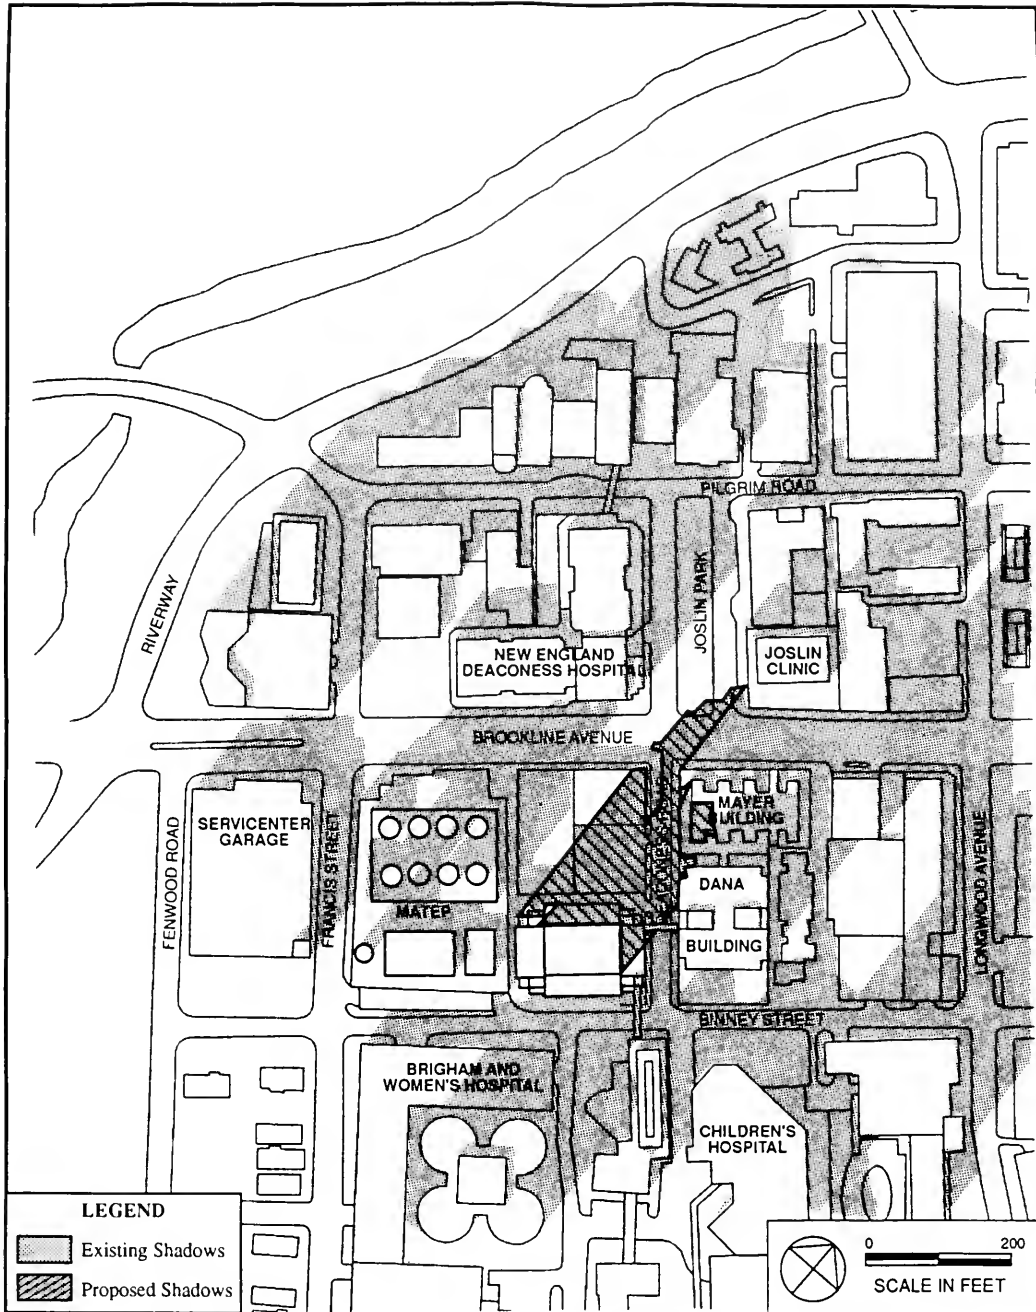 PILGRIM ROAD
JOSLIN PARK
RIVERWAY
NEW ENGLAND
DEACONESS HOSPITAL
JOSLIN
CLINIC
BROOKLINE AVENUE
MAYER
BUILDING
SERVICENTER
GARAGE
FENWOOD ROAD
FRANCIS STREET
MATEP
DANA
BUILDING
LONGWOOD AVENUE
BINNEY STREET
BRIGHAM AND
WOMEN'S HOSPITAL
CHILDREN'S
HOSPITAL
LEGEND
Existing Shadows
Proposed Shadows
0 200
SCALE IN FEET